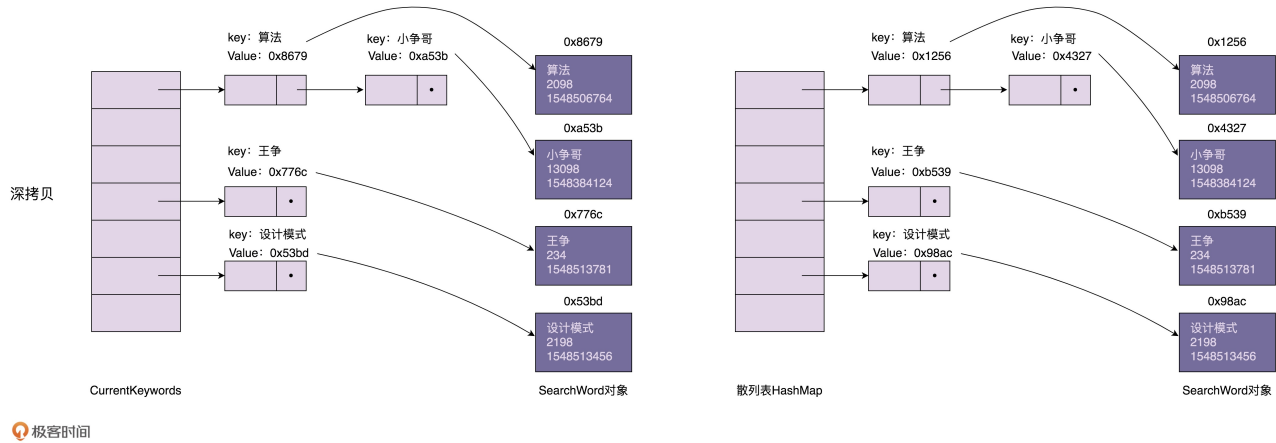 深拷贝
key：算法
Value：0x8679
key：小争哥
Value：0xa53b
key：王争
Value：0x776c
key：设计模式
Value：0x53bd
0x8679
算法
2098
1548506764
0xa53b
小争哥
13098
1548384124
0x776c
王争
234
1548513781
0x53bd
设计模式
2198
1548513456
CurrentKeywords
SearchWord对象
key：算法
Value：0x1256
key：小争哥
Value：0x4327
key：王争
Value：0xb539
key：设计模式
Value：0x98ac
0x1256
算法
2098
1548506764
0x4327
小争哥
13098
1548384124
0xb539
王争
234
1548513781
0x98ac
设计模式
2198
1548513456
散列表HashMap
SearchWord对象
极客时间